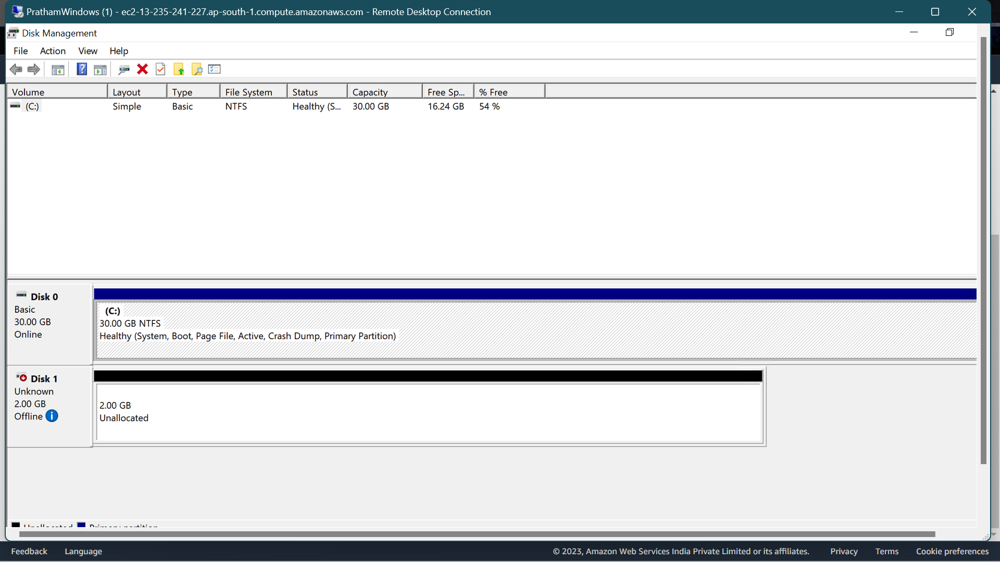 PrathamWindows (1) - ec2-13-235-241-227.ap-south-1.compute.amazonaws.com - Remote Desktop Connection
Disk Management
File Action View Help
Volume Layout Type File System Status Capacity Free Sp... % Free
(C:) Simple Basic NTFS Healthy (S... 30.00 GB 16.24 GB 54 %
Disk 0
Basic
30.00 GB
Online
(C:)
30.00 GB NTFS
Healthy (System, Boot, Page File, Active, Crash Dump, Primary Partition)
Disk 1
Unknown
2.00 GB
Offline
2.00 GB
Unallocated
Unallocated Primary partition
Feedback Language © 2023, Amazon Web Services India Private Limited or its affiliates. Privacy Terms Cookie preferences